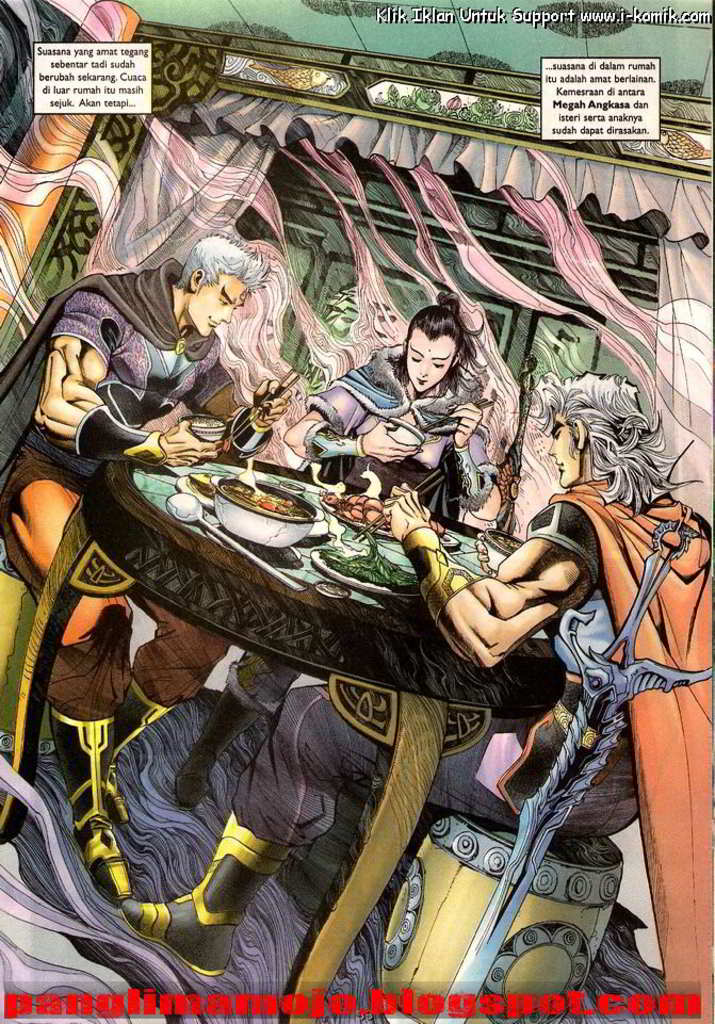 Klik Iklan Untuk Support www.i-komik.com
Suasana yang amat tegang
sebentar tadi sudah
berubah sekarang. Cuaca
di luar rumah itu masih
sejuk. Akan tetapi...
...suasana di dalam rumah
itu adalah amat berlainan.
Kemesraan di antara
Megah Angkasa dan
isteri serta anaknya
sudah dapat dirasakan.
panglimamojo.blogspot.com